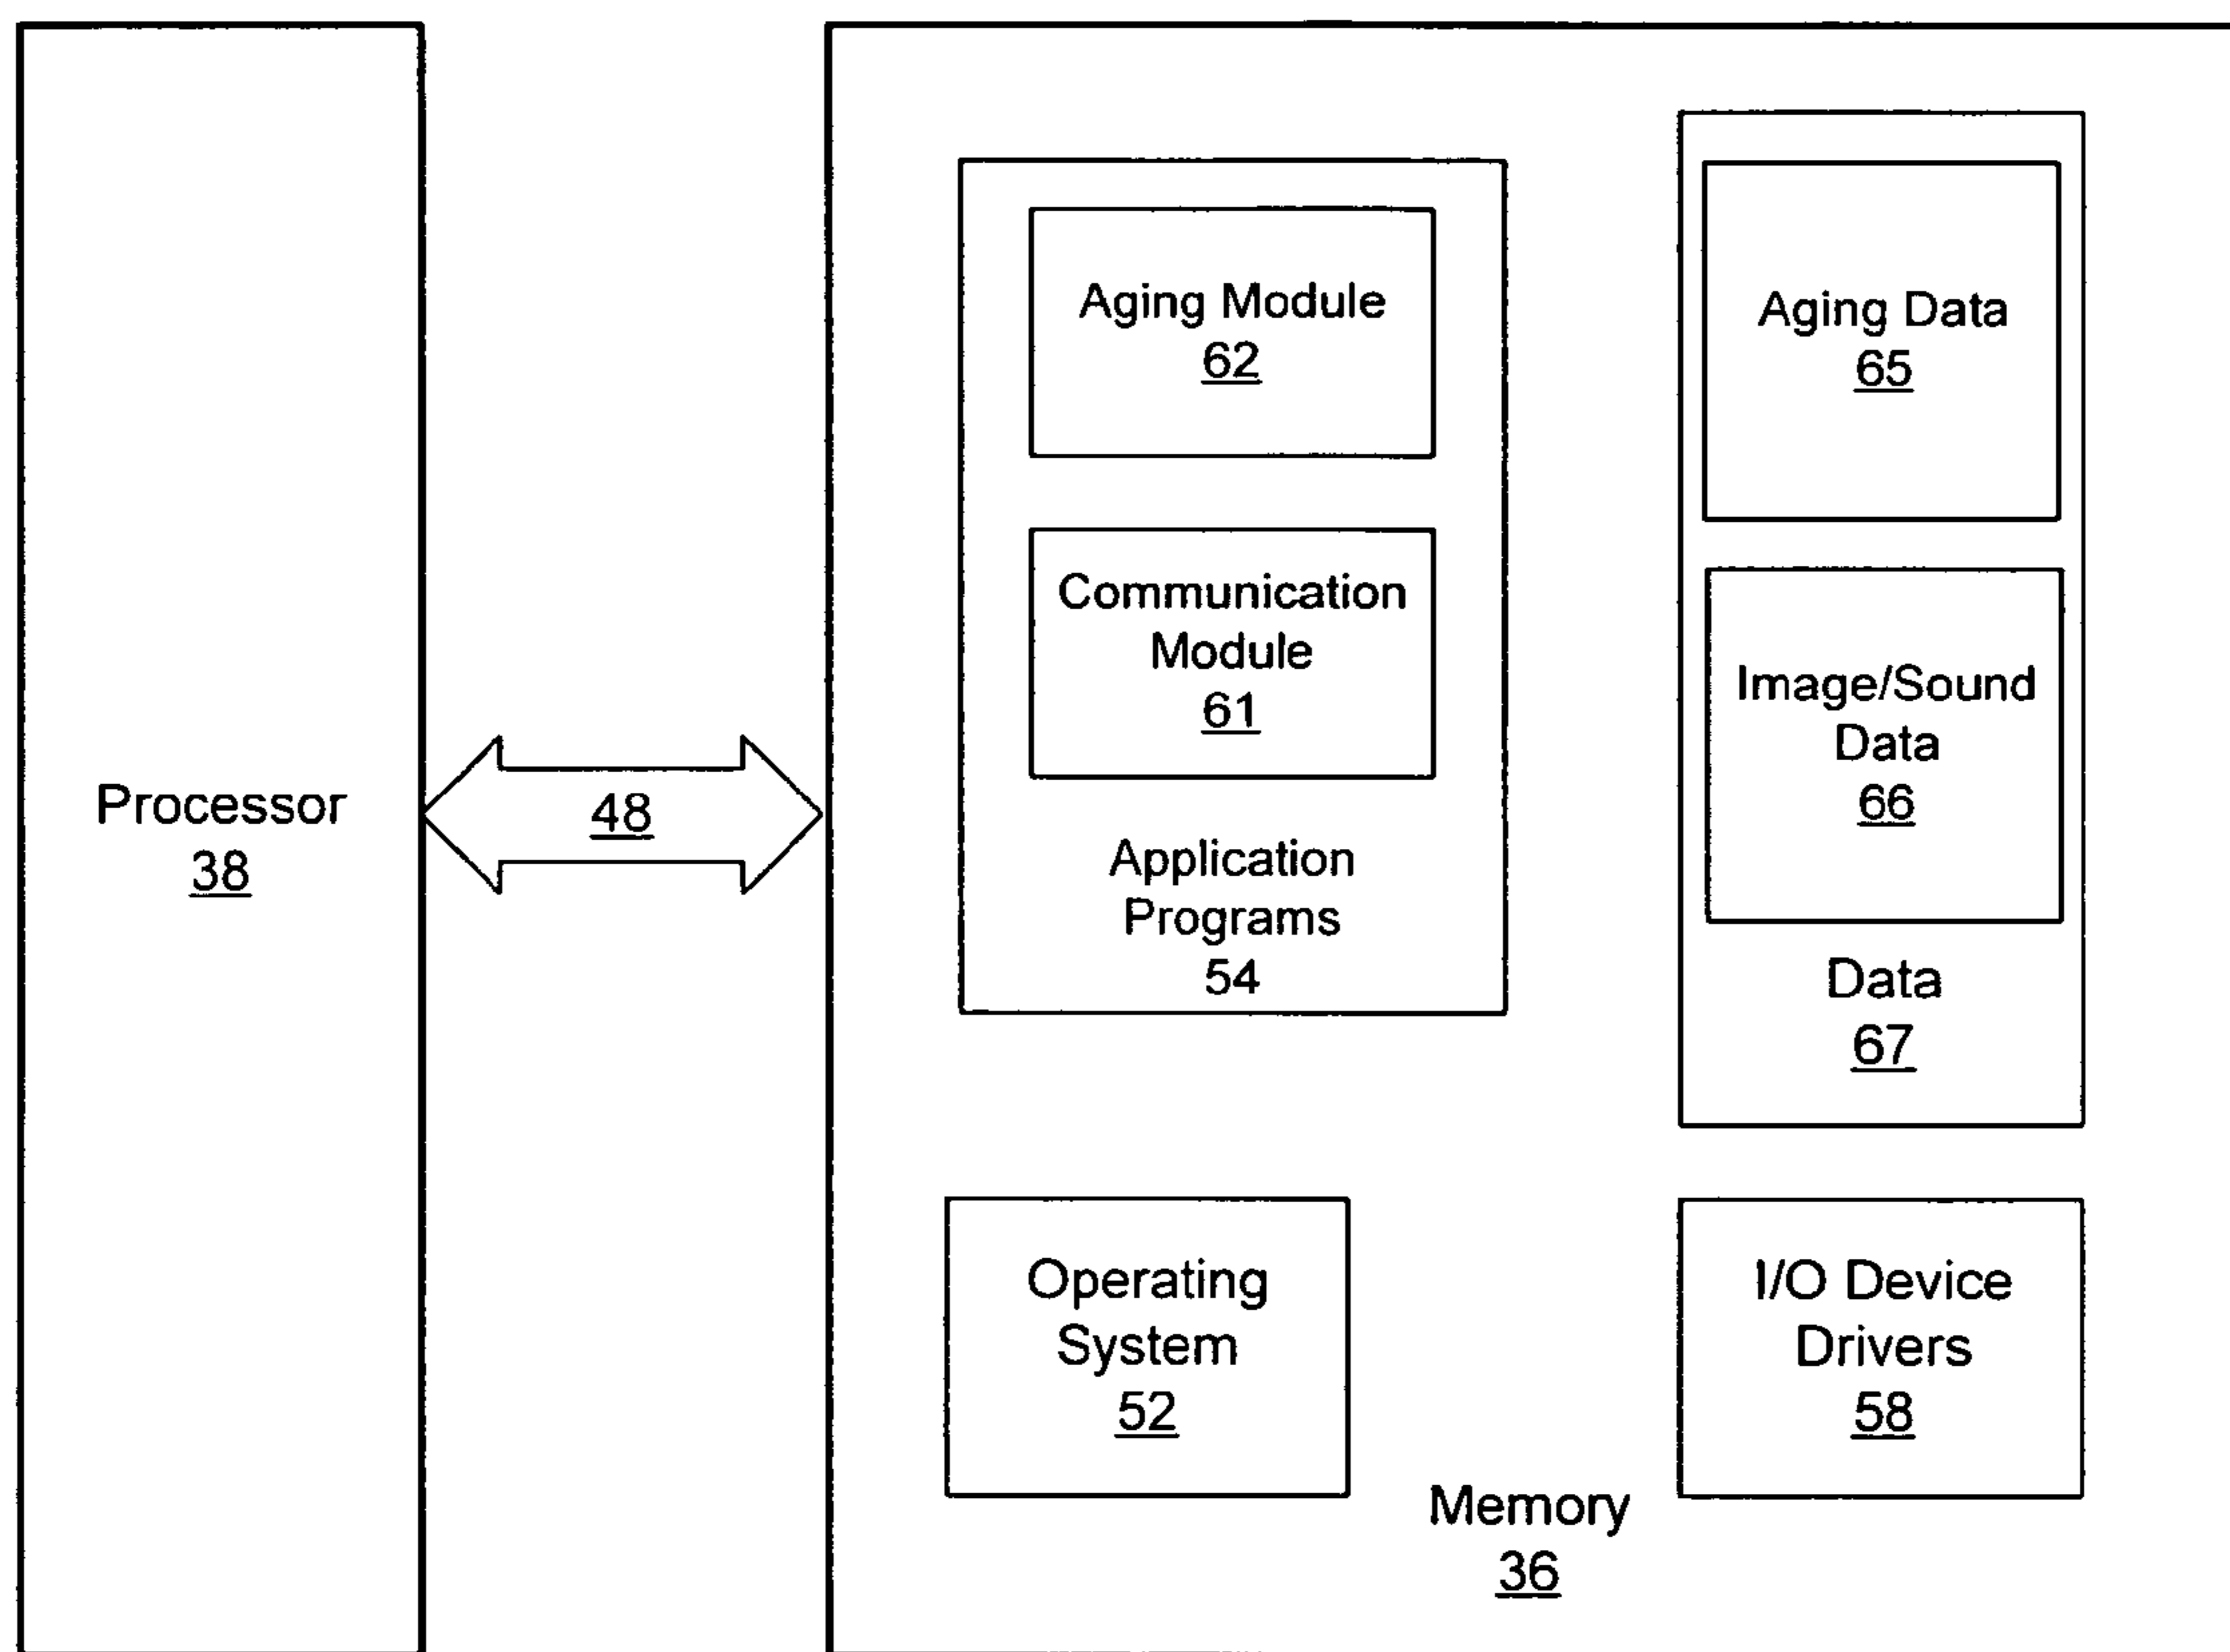 Processor
38
48
Aging Module
62
Communication
Module
61
Application
Programs
54
Aging Data
65
Image/Sound
Data
66
Data
67
Operating
System
52
I/O Device
Drivers
58
Memory
36